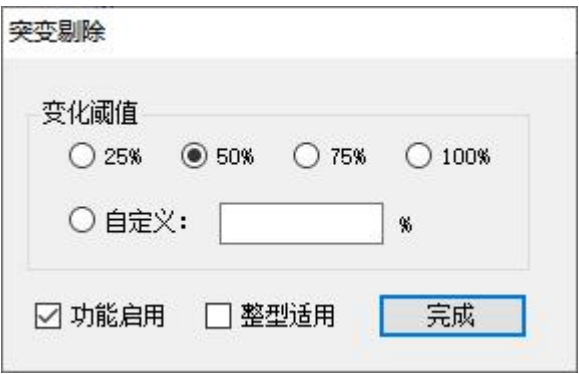 突变剔除
变化阈值
25% 50% 75% 100%
自定义： %
功能启用 整型适用 完成